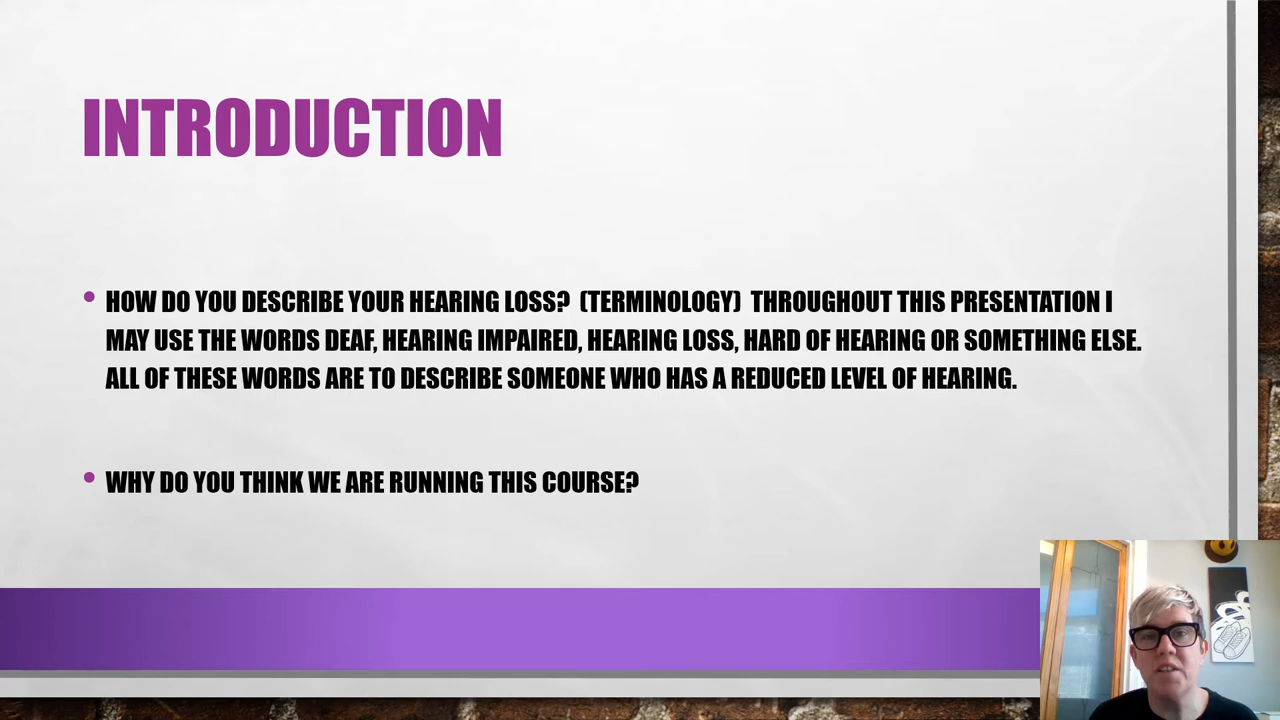 INTRODUCTION
HOW DO YOU DESCRIBE YOUR HEARING LOSS?  (TERMINOLOGY)  THROUGHOUT THIS PRESENTATION I
MAY USE THE WORDS DEAF, HEARING IMPAIRED, HEARING LOSS, HARD OF HEARING OR SOMETHING ELSE.
ALL OF THESE WORDS ARE TO DESCRIBE SOMEONE WHO HAS A REDUCED LEVEL OF HEARING.
WHY DO YOU THINK WE ARE RUNNING THIS COURSE?